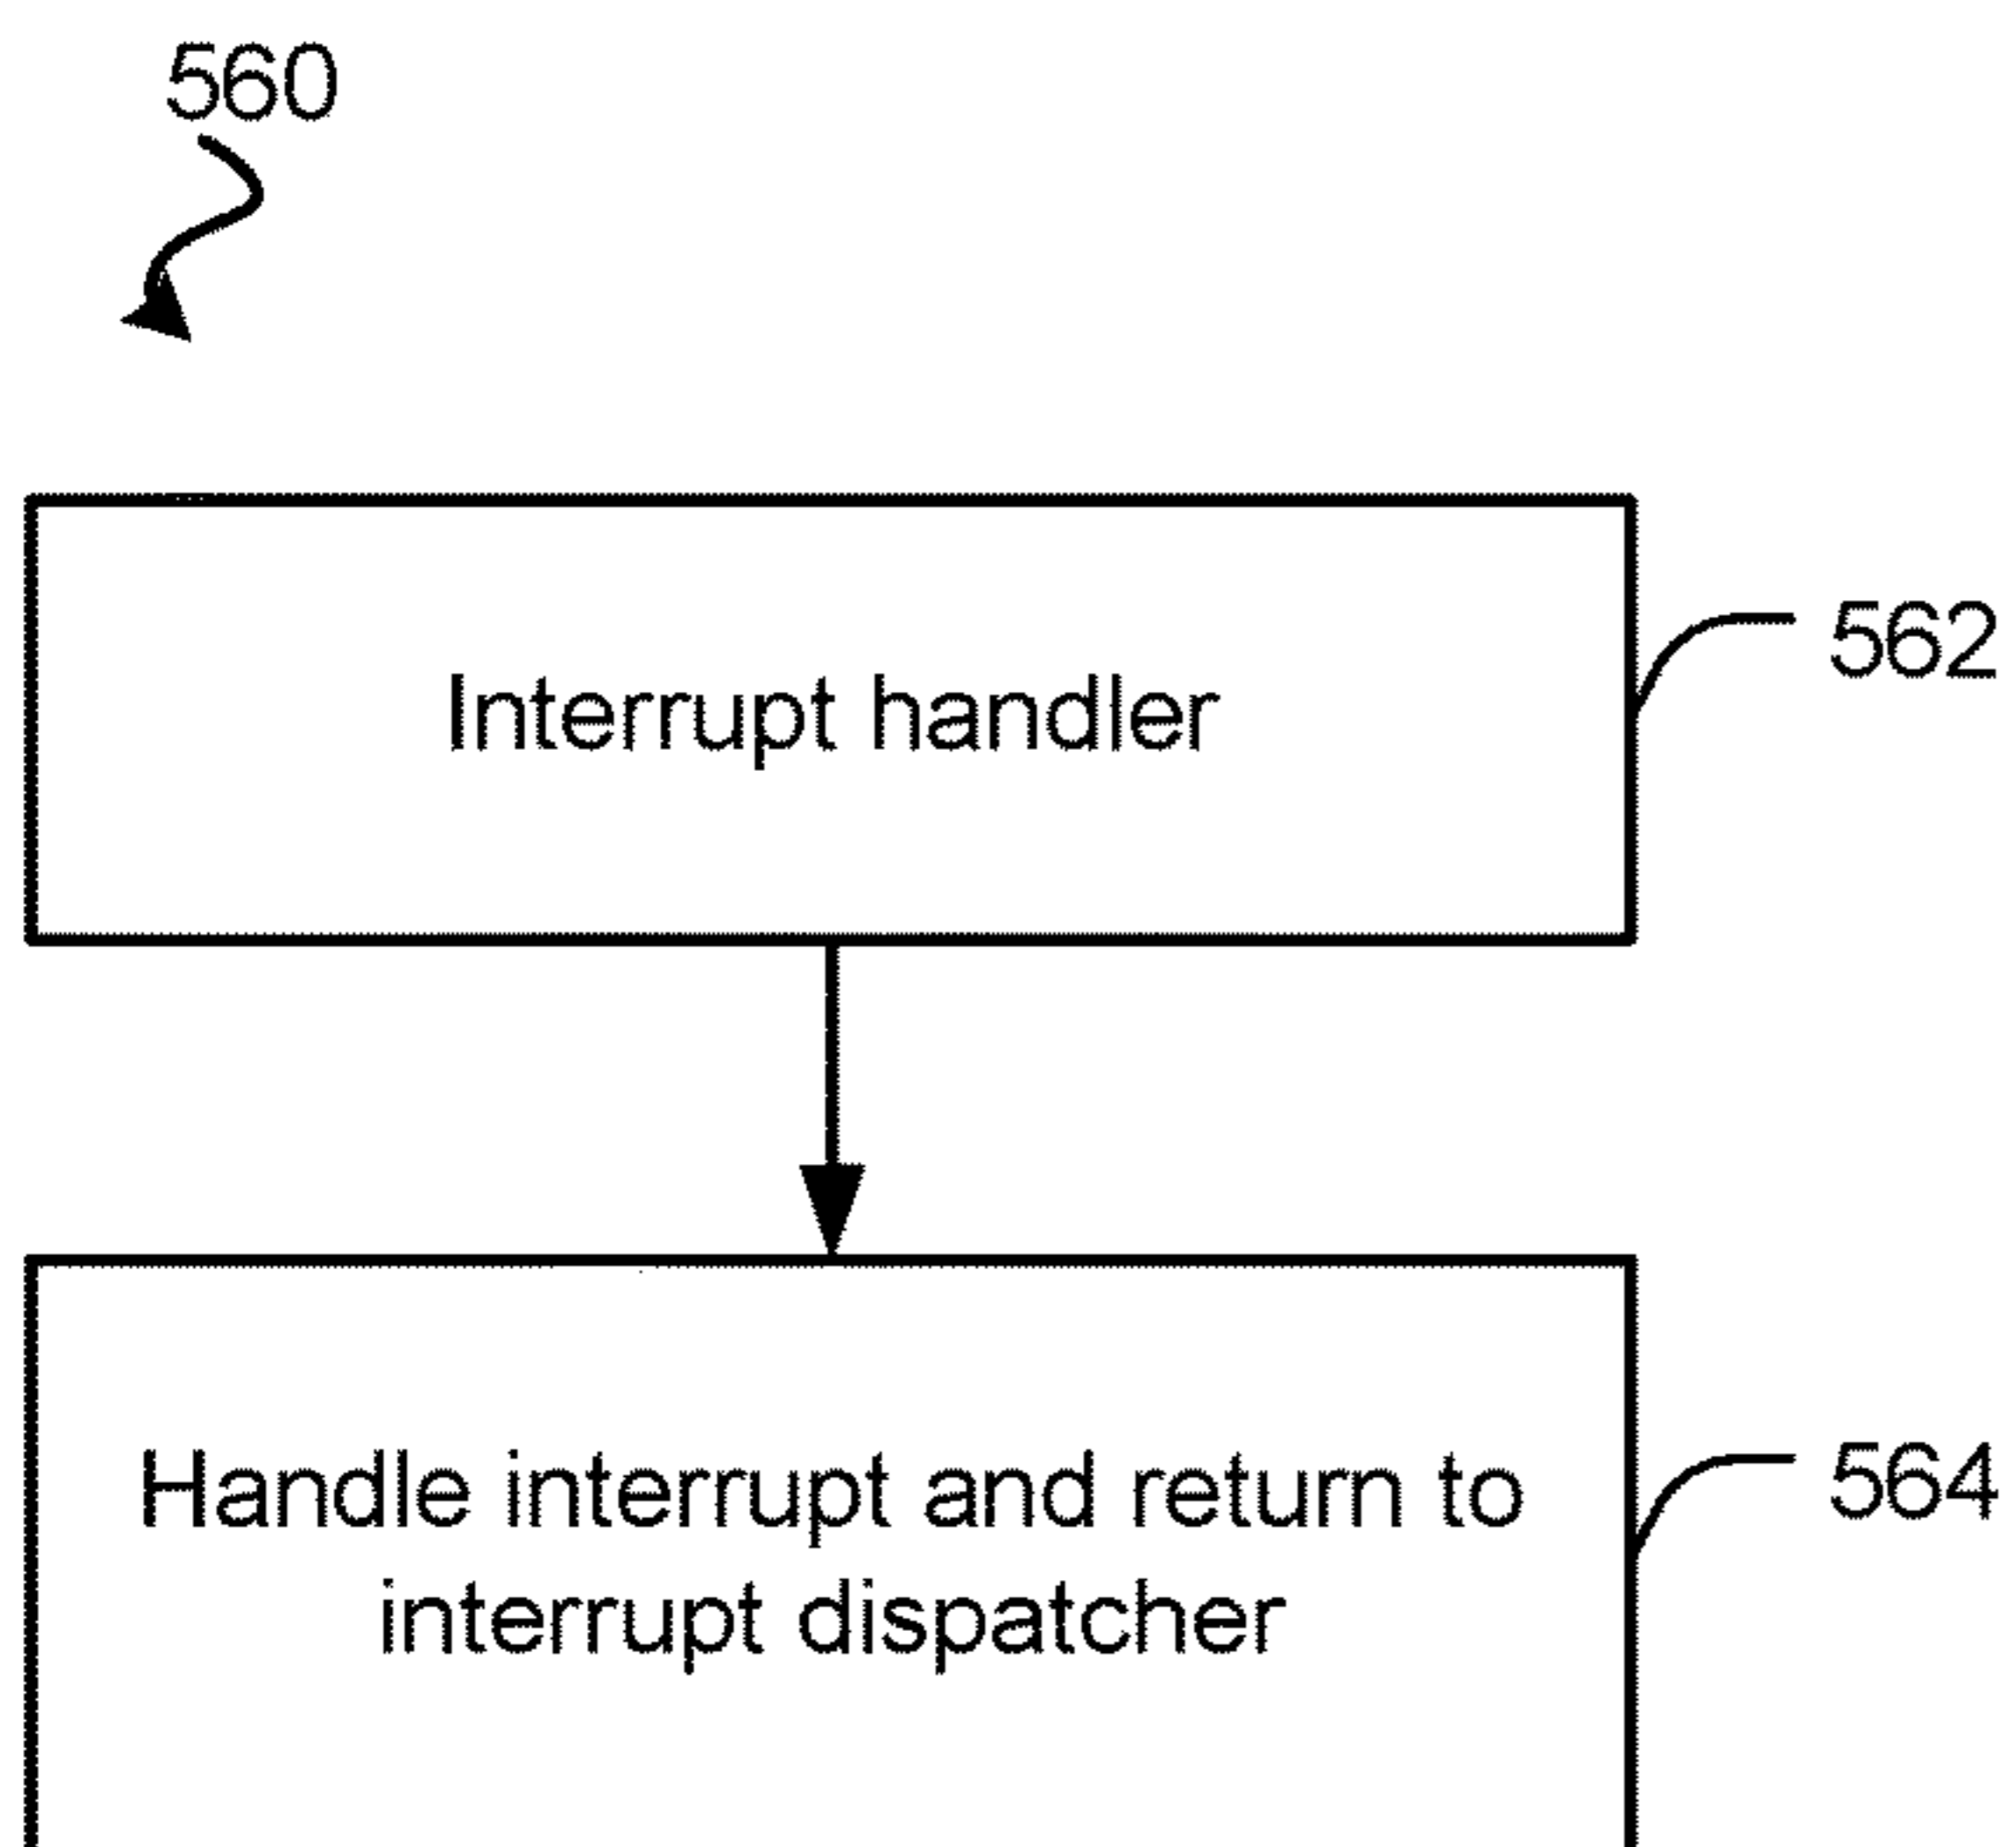 560
Interrupt handler
562
Handle interrupt and return to
interrupt dispatcher
564